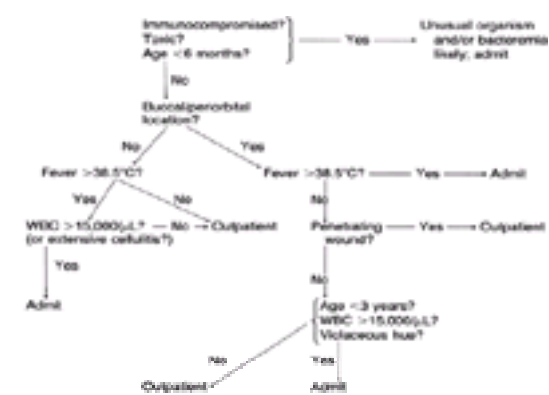 Immunocompromised?
Toxic?
Age <6 months?
Yes
Unusual organism
and/or bacteremia
likely; admit
No
Buccal/periorbital
location?
No
Yes
Fever >38.5°C?
Fever >38.5°C?
Yes
Admit
Yes
No
No
WBC >15,000/μL?
(or extensive cellulitis?)
No
Outpatient
Penetrating
wound?
Yes
Outpatient
Yes
No
Admit
Age <3 years?
WBC >15,000/μL?
Violaceous hue?
No
Yes
Outpatient
Admit